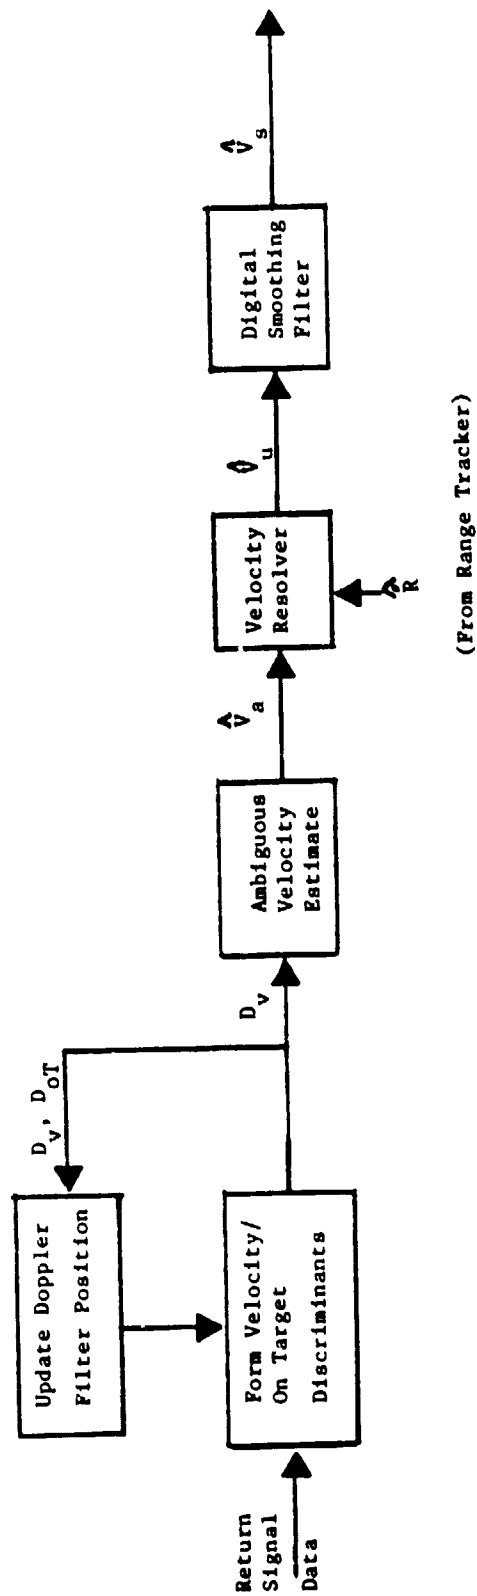 Return
Signal
Data
Update Doppler
Filter Position
Form Velocity/
On Target
Discriminants
D_v, D_oT
D_v
Ambiguous
Velocity
Estimate
V̂_a
Velocity
Resolver
R̂
(From Range Tracker)
V̂_u
Digital
Smoothing
Filter
V̂_s